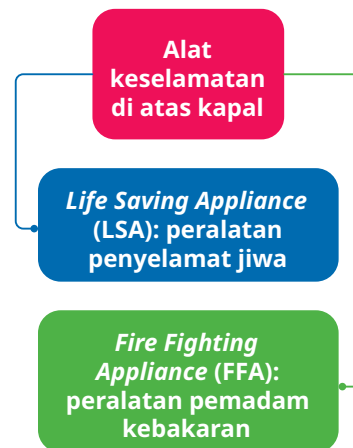 Alat
keselamatan
di atas kapal
Life Saving Appliance
(LSA): peralatan
penyelamat jiwa
Fire Fighting
Appliance (FFA):
peralatan pemadam
kebakaran